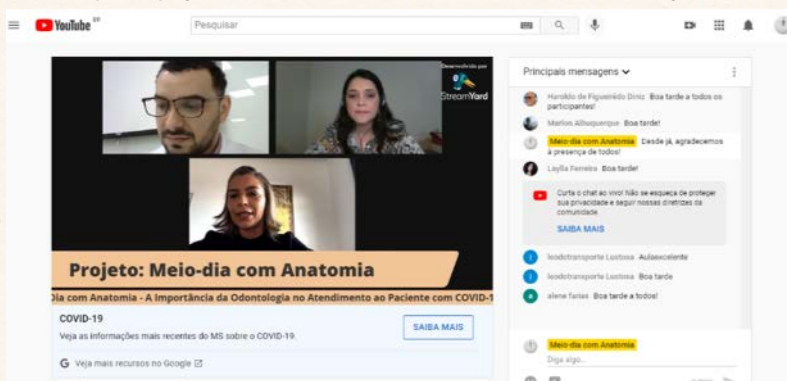 YouTube BR
Pesquisar
Desenvolvido por
StreamYard
Projeto: Meio-dia com Anatomia
Dia com Anatomia - A Importância da Odontologia no Atendimento ao Paciente com COVID-1
COVID-19
Veja as informações mais recentes do MS sobre o COVID-19.
SAIBA MAIS
G Veja mais recursos no Google
Principais mensagens
Haroldo de Figueirêdo Diniz Boa tarde a todos os
participantes!
Marlon Albuquerque Boa tarde!
Meio-dia com Anatomia Desde já, agradecemos
a presença de todos!
Laylla Ferreira Boa tarde!
Curta o chat ao vivo! Não se esqueça de proteger
sua privacidade e seguir nossas diretrizes da
comunidade.
SAIBA MAIS
leodotransporte Lustosa Aulaexcelente
leodotransporte Lustosa Boa tarde
a alene farias Boa tarde a todos!
Meio-dia com Anatomia
Diga algo...